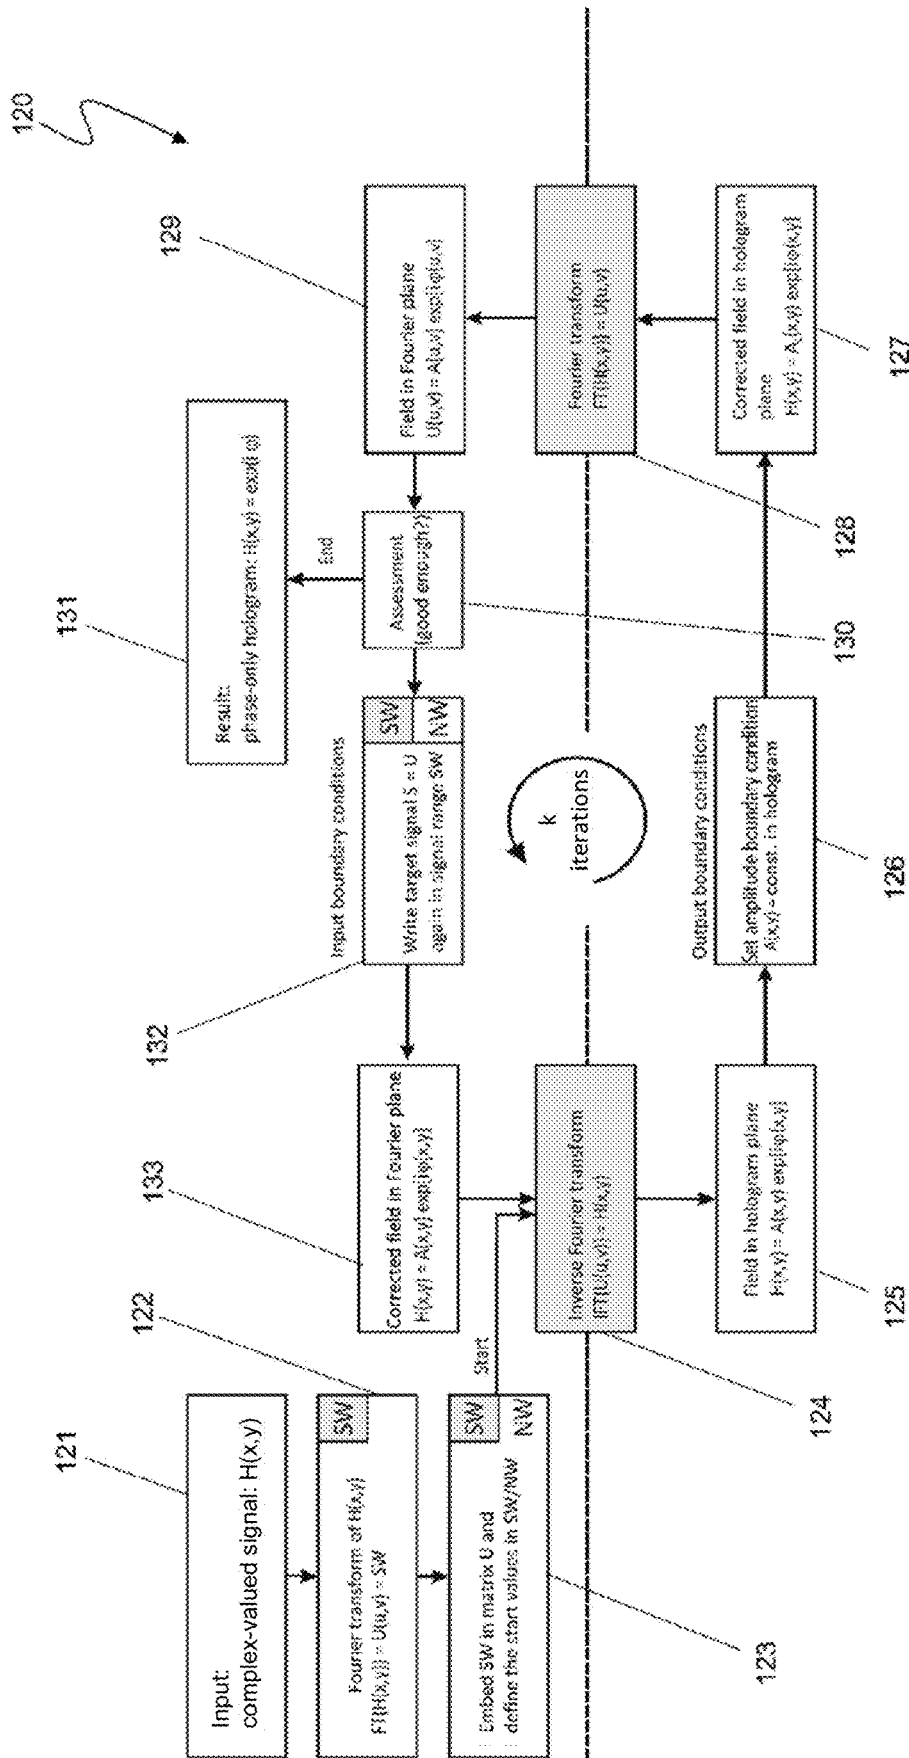 120
121
Input:
complex-valued signal: H(x,y)
122
Fourier transform of H(x,y)
FT{H(x,y)} = U(u,v) = SW
SW
123
Embed SW in matrix U and
define the start values in SW/NW
SW
NW
Start
133
Corrected field in Fourier plane
H(x,y) = A(x,y) exp[iφ(x,y)]
124
Inverse Fourier transform
IFT{U(u,v)} = H(x,y)
125
Field in hologram plane
H(x,y) = A(x,y) exp[iφ(x,y)]
132
Input boundary conditions
Write target signal S = U
again in signal range SW
SW
NW
k
iterations
Output boundary conditions
Set amplitude boundary condition
A(x,y) = const. in hologram
126
131
Result:
phase-only hologram: H(x,y) = exp(i φ)
End
Assessment
(good enough?)
130
129
Field in Fourier plane
U(u,v) = A(u,v) exp[iφ(u,v)]
Fourier transform
FT{H(x,y)} = U(u,v)
128
Corrected field in hologram
plane
127